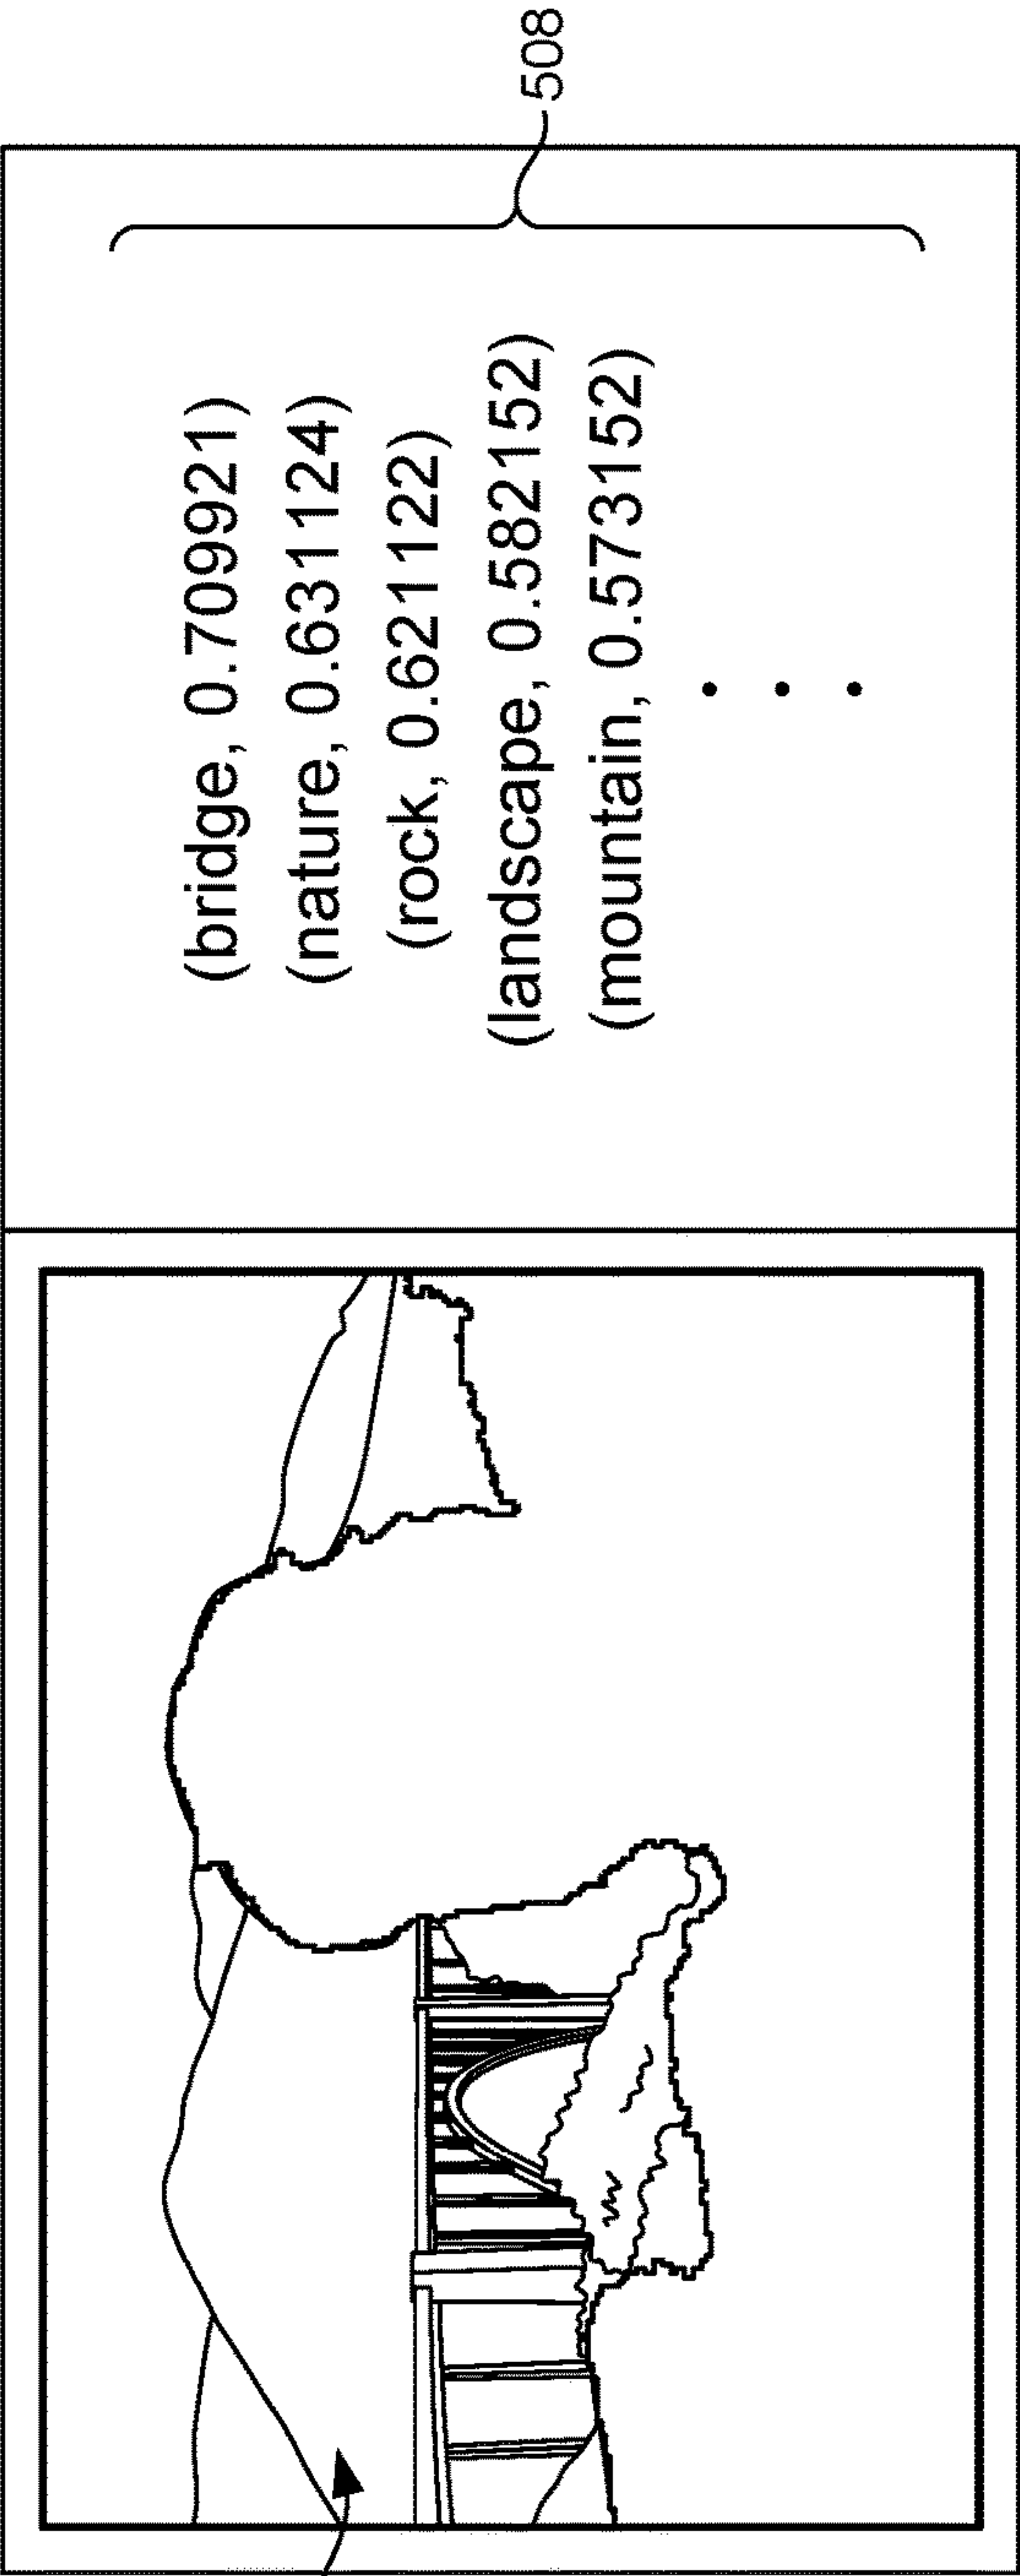 (bridge, 0.709921)
(nature, 0.631124)
(rock, 0.621122)
(landscape, 0.582152)
(mountain, 0.573152)
508